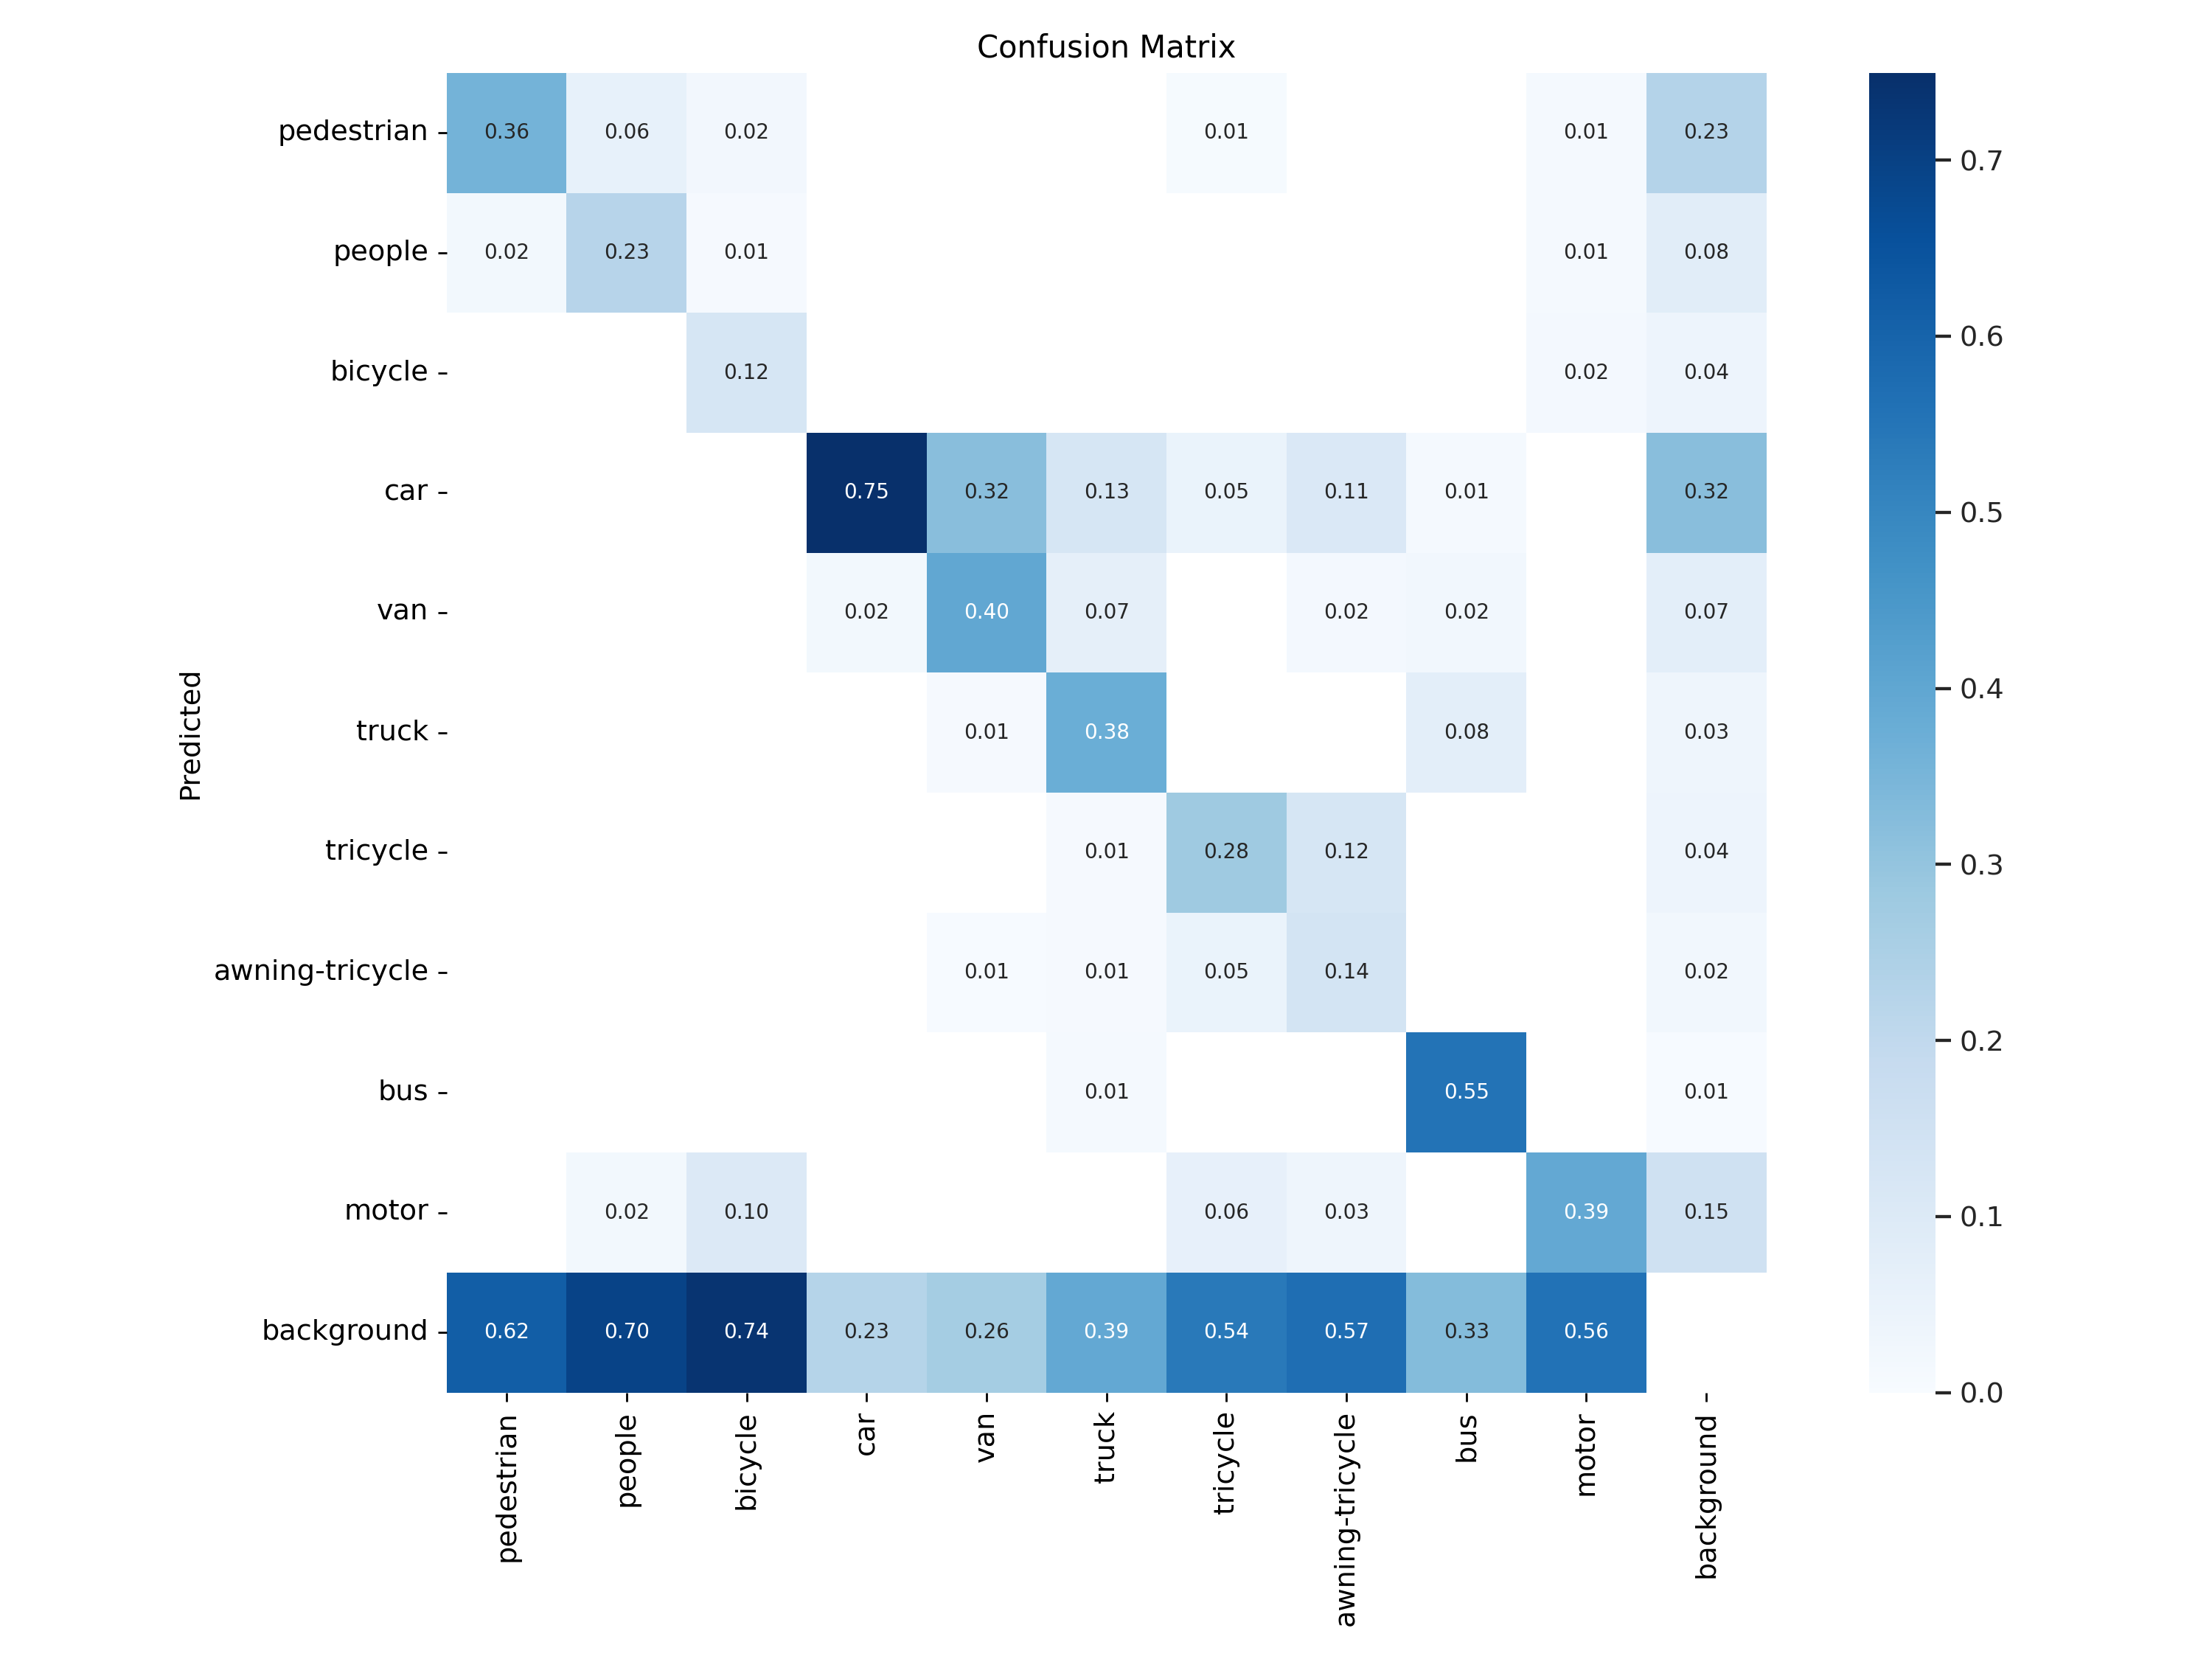 Confusion Matrix
pedestrian 0.36 0.06 0.02 0.01 0.01 0.23
people 0.02 0.23 0.01 0.01 0.08
bicycle 0.12 0.02 0.04
car 0.75 0.32 0.13 0.05 0.11 0.01 0.32
van 0.02 0.40 0.07 0.02 0.02 0.07
truck 0.01 0.38 0.08 0.03
tricycle 0.01 0.28 0.12 0.04
awning-tricycle 0.01 0.01 0.05 0.14 0.02
bus 0.01 0.55 0.01
motor 0.02 0.10 0.06 0.03 0.39 0.15
background 0.62 0.70 0.74 0.23 0.26 0.39 0.54 0.57 0.33 0.56
Predicted
pedestrian people bicycle car van truck tricycle awning-tricycle bus motor background
0.7
0.6
0.5
0.4
0.3
0.2
0.1
0.0